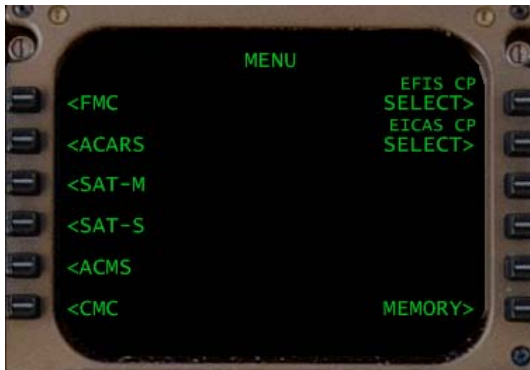 MENU
EFIS CP
<FMC SELECT>
EICAS CP
<ACARS SELECT>
<SAT-M
<SAT-S
<ACMS
<CMC MEMORY>